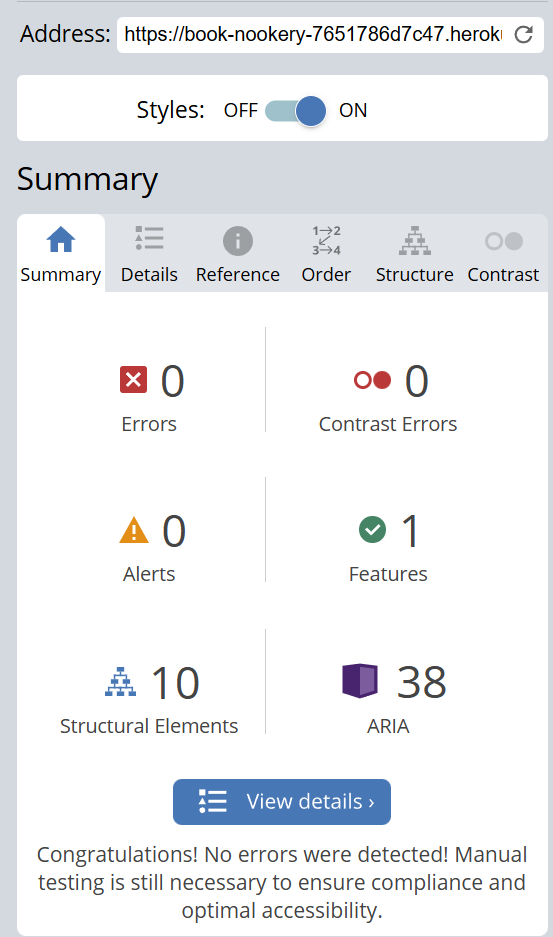 Address: https://book-nookery-7651786d7c47.heroku
Styles: OFF ON
Summary
Summary Details Reference 1→2 3→4 Order Structure Contrast
0 0
Errors Contrast Errors
0 1
Alerts Features
10 38
Structural Elements ARIA
View details ›
Congratulations! No errors were detected! Manual
testing is still necessary to ensure compliance and
optimal accessibility.